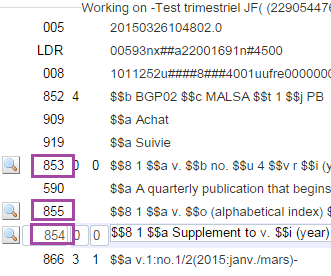 Working on -Test trimestriel JF( (229054476
005 20150326104802.0
LDR 00593nx##a22001691n#4500
008 1011252u####8###4001uufre0000000
852 4 $$b BGP02 $$c MALSA $$t 1 $$j PB
909 $$a Achat
919 $$a Suivie
853 0 0 $$8 1 $$a v. $$b no. $$u 4 $$v r $$i (y
590 $$a A quarterly publication that begins
855 $$8 1 $$a v. $$o (alphabetical index) $
854 0 0 $$8 1 $$a Supplement to v. $$i (year)
866 3 1 $$a v.1:no.1/2(2015:janv./mars)-